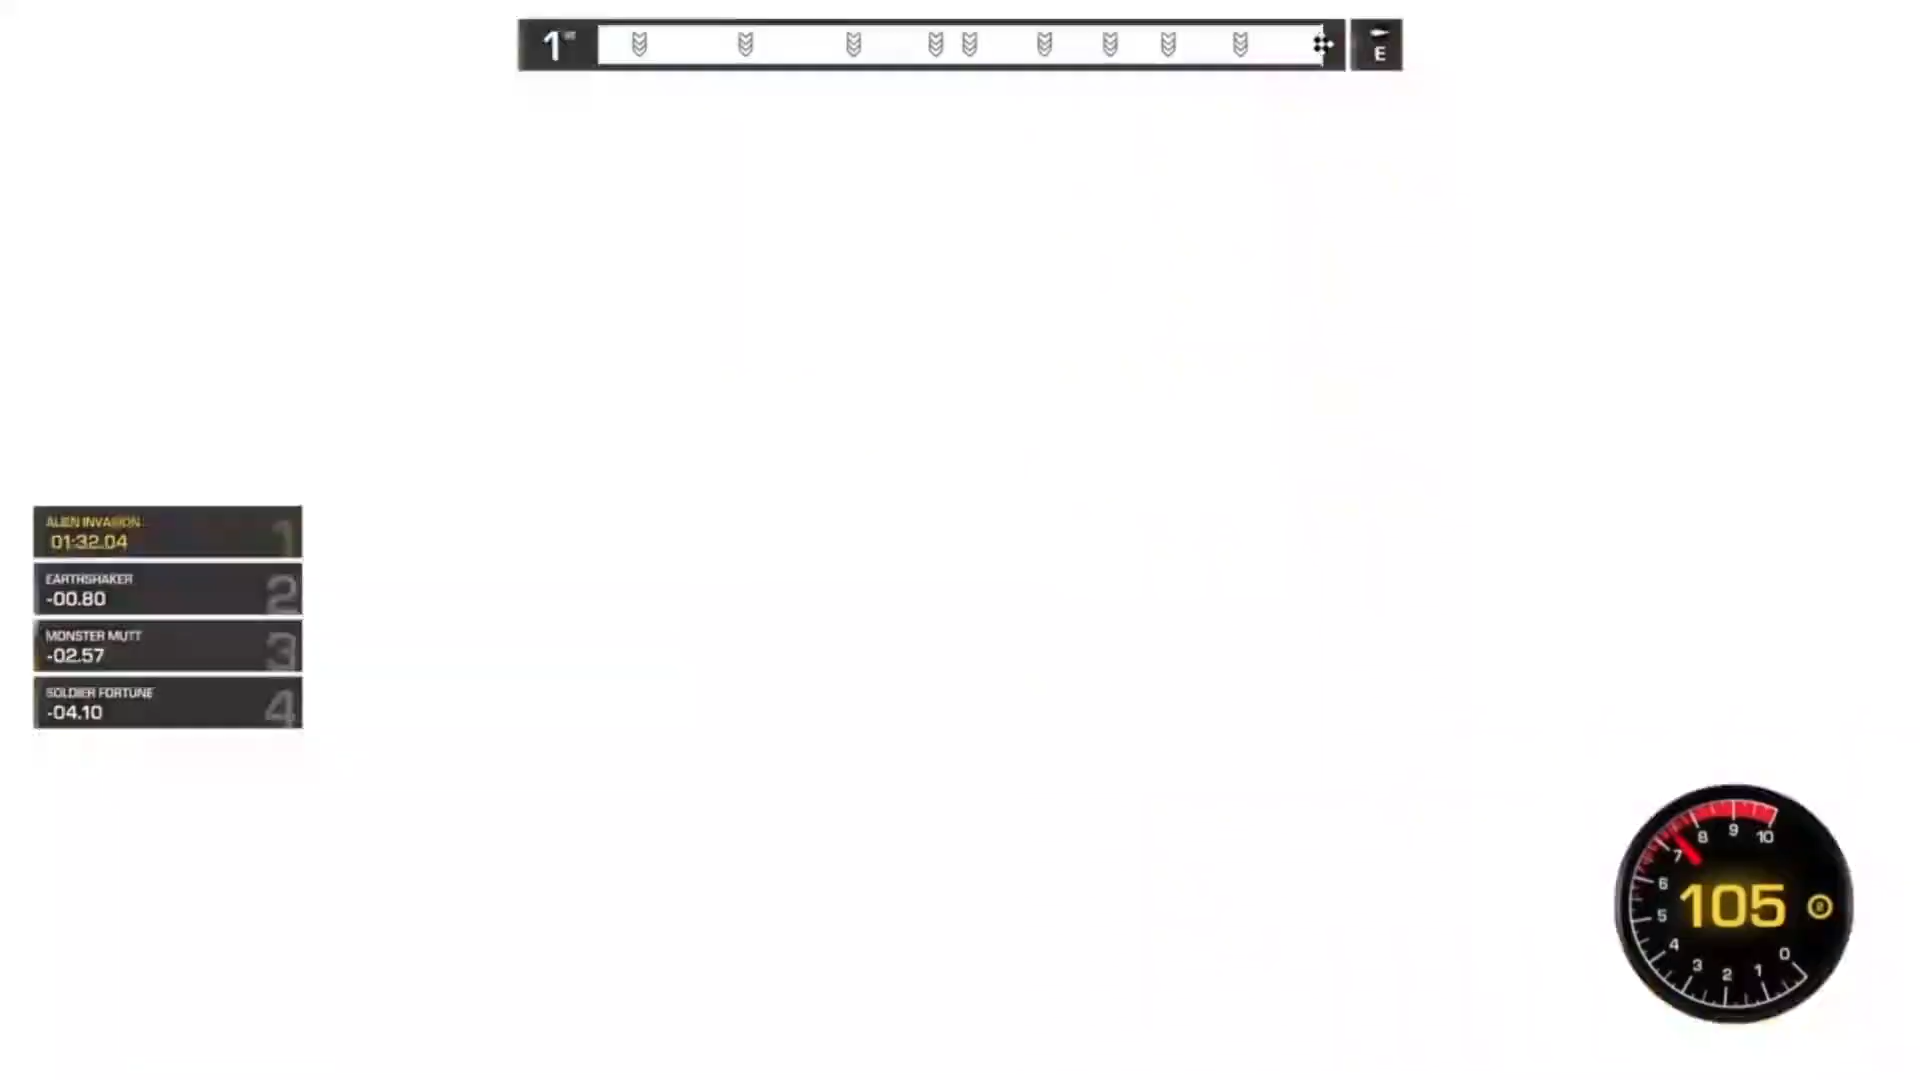 1ST
E
ALIEN INVASION
01:32.04
1
EARTHSHAKER
-00.80
2
MONSTER MUTT
-02.57
3
SOLDIER FORTUNE
-04.10
4
0 1 2 3 4 5 6 7 8 9 10
105